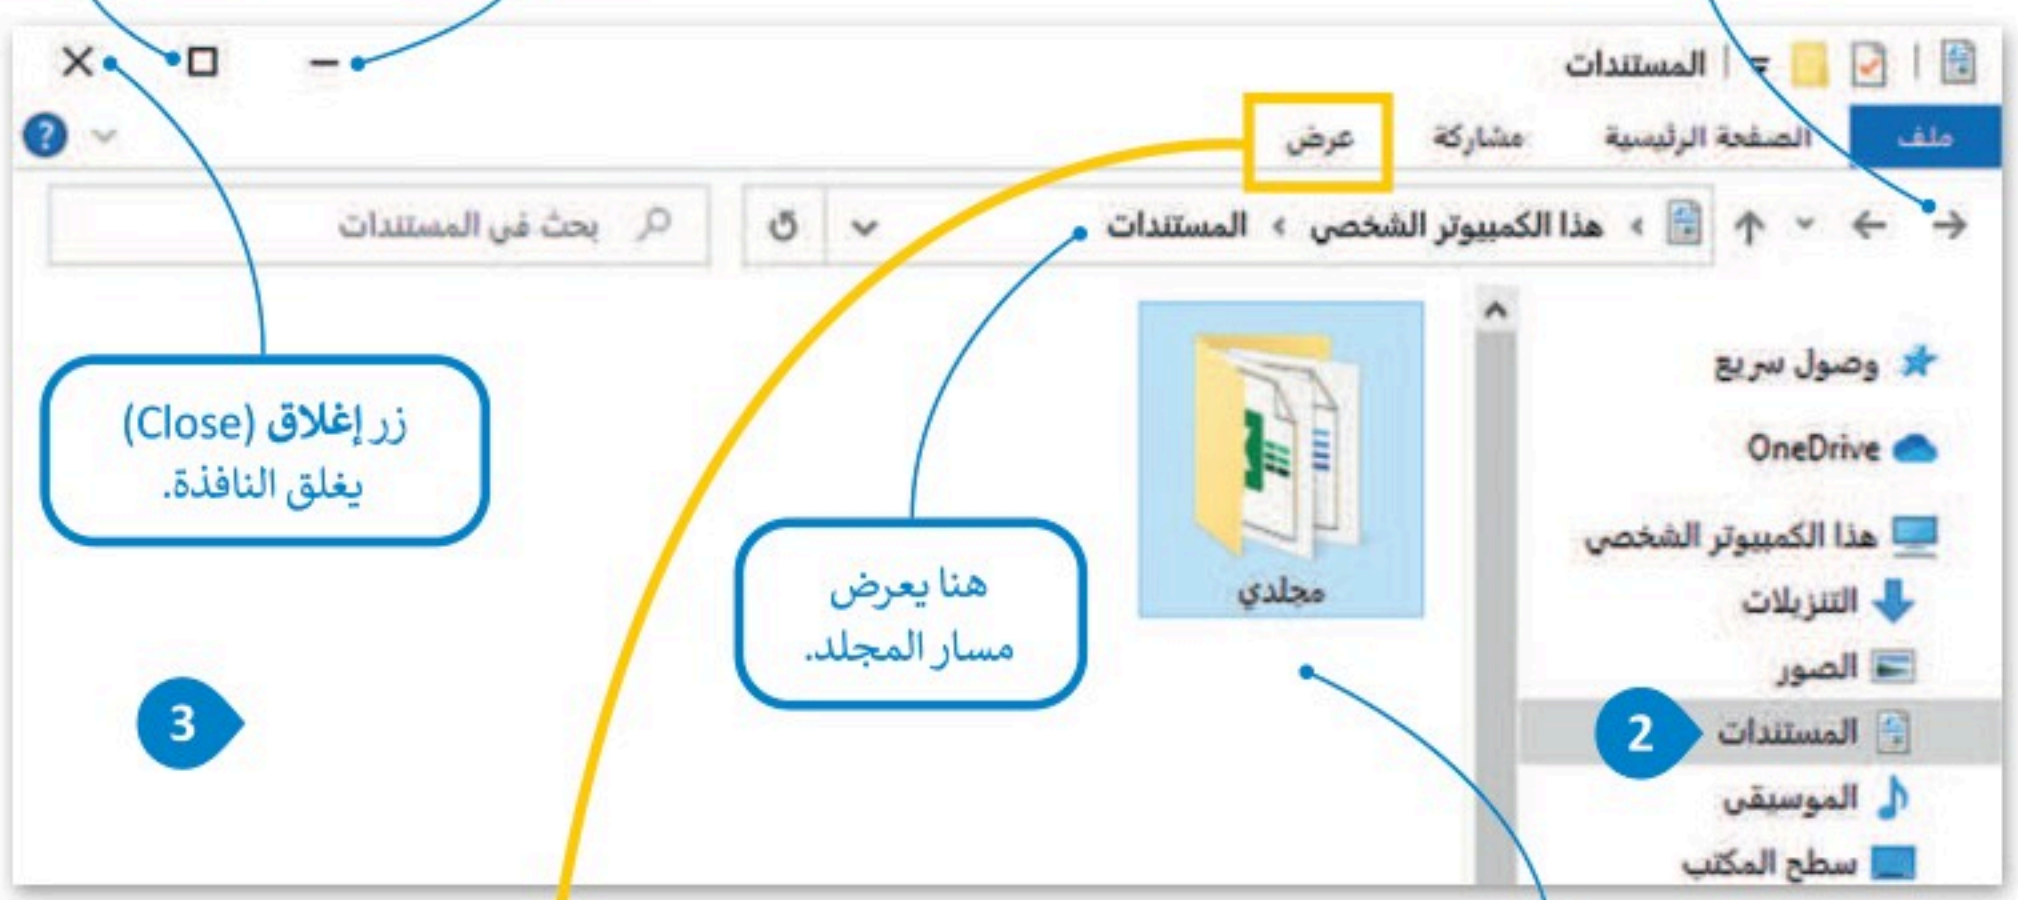 المستندات
ملف
الصفحة الرئيسية
مشاركة
عرض
?
هذا الكمبيوتر الشخصي › المستندات
بحث في المستندات
وصول سريع
OneDrive
هذا الكمبيوتر الشخصي
التنزيلات
الصور
المستندات
2
الموسيقى
سطح المكتب
مجلدي
هنا يعرض
مسار المجلد.
زر إغلاق (Close)
يغلق النافذة.
3